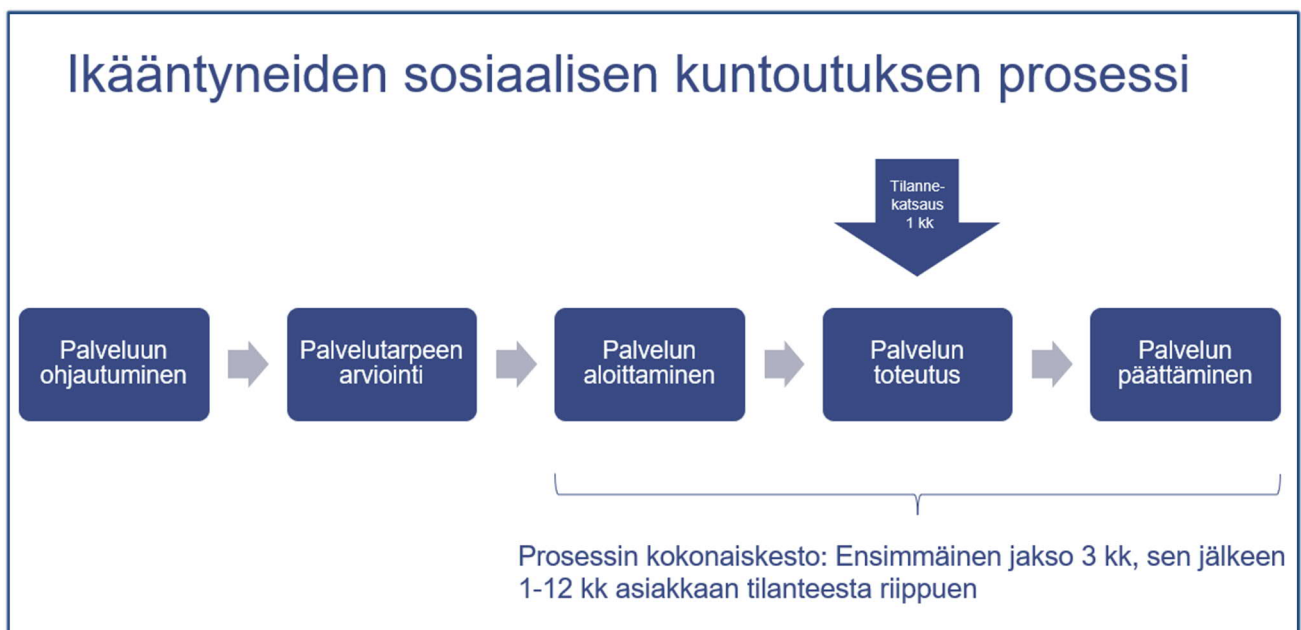 Ikääntyneiden sosiaalisen kuntoutuksen prosessi
Tilanne-
katsaus
1 kk
Palveluun
ohjautuminen
Palvelutarpeen
arviointi
Palvelun
aloittaminen
Palvelun
toteutus
Palvelun
päättäminen
Prosessin kokonaiskesto: Ensimmäinen jakso 3 kk, sen jälkeen
1-12 kk asiakkaan tilanteesta riippuen